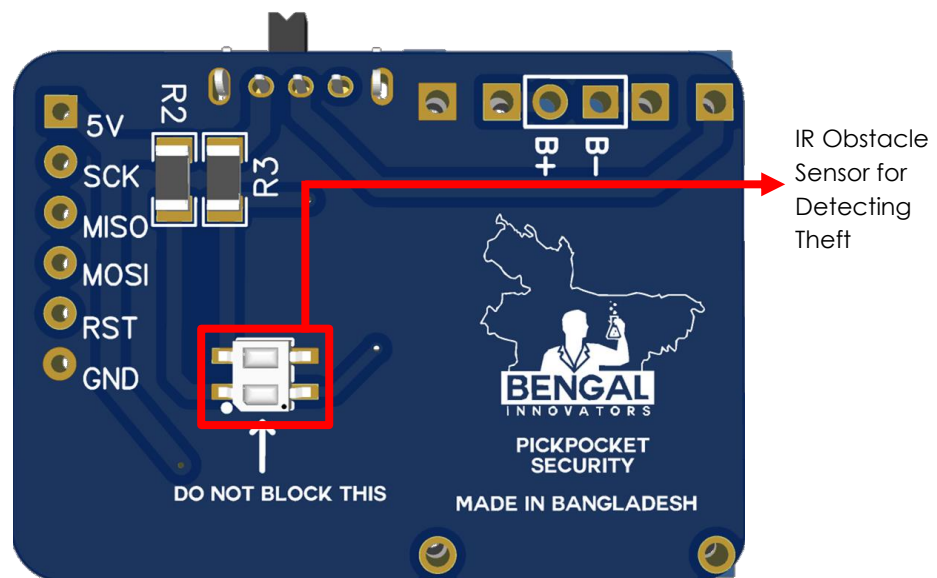 5V
SCK
MISO
MOSI
RST
GND
R2
R3
B+
B-
IR Obstacle
Sensor for
Detecting
Theft
BENGAL
INNOVATORS
PICKPOCKET
SECURITY
MADE IN BANGLADESH
DO NOT BLOCK THIS